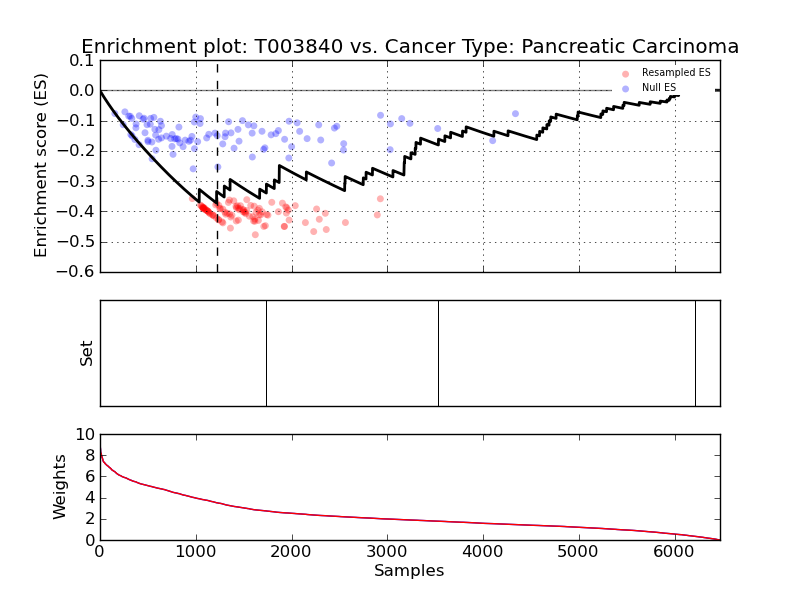 Enrichment plot: T003840 vs. Cancer Type: Pancreatic Carcinoma
0.1
0.0
−0.1
−0.2
−0.3
−0.4
−0.5
−0.6
Enrichment score (ES)
Resampled ES
Null ES
Set
10
8
6
4
2
0
Weights
0 1000 2000 3000 4000 5000 6000
Samples